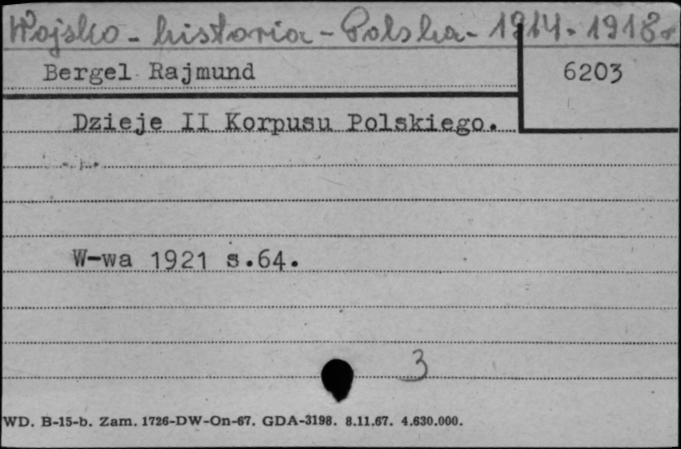 Wojsko - historia - Polska - 1914-1918r
Bergel Rajmund
6203
Dzieje II Korpusu Polskiego.
W-wa 1921 s.64.
3
WD. B-15-b. Zam. 1726-DW-On-67. GDA-3198. 8.11.67. 4.630.000.